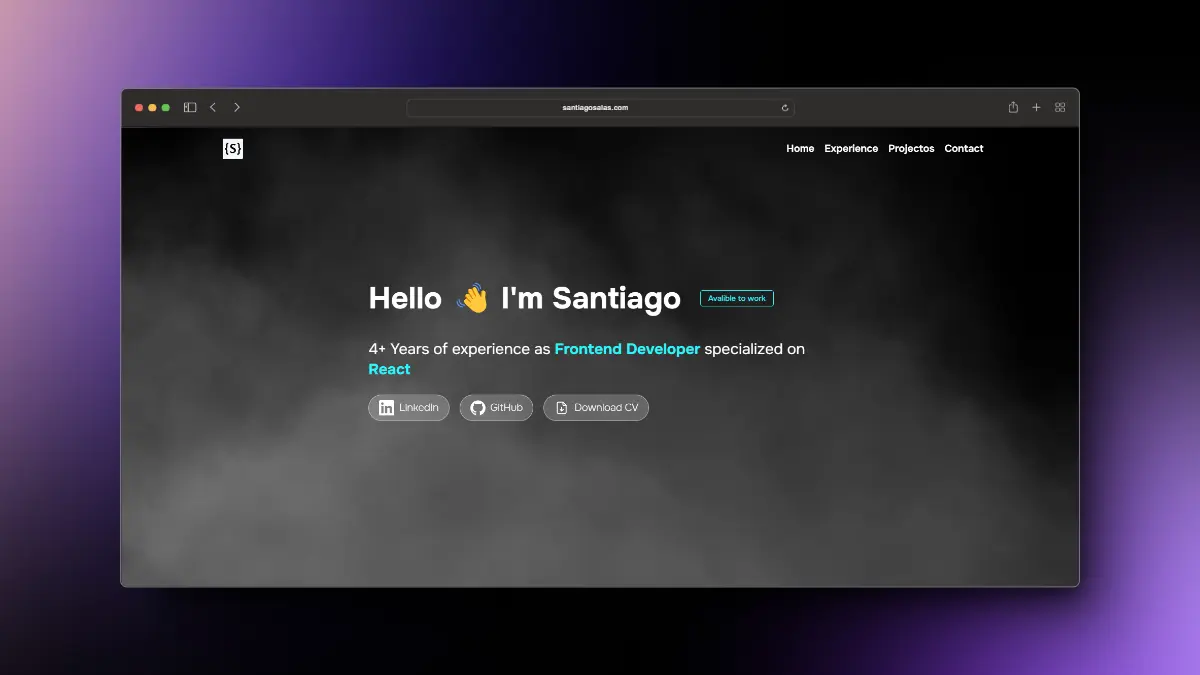 santiagosalas.com
{S}
Home Experience Projectos Contact
Hello 👋 I'm Santiago
Avalible to work
4+ Years of experience as Frontend Developer specialized on
React
LinkedIn GitHub Download CV